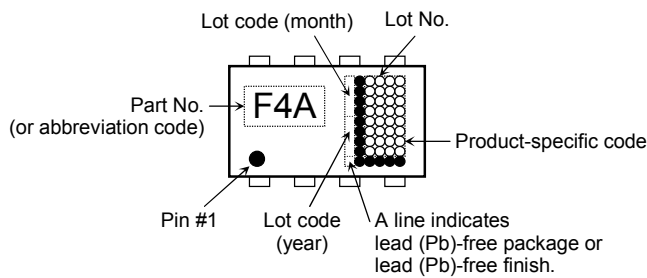 Lot code (month)
Lot No.
Part No.
(or abbreviation code)
F4A
Product-specific code
Pin #1
Lot code
(year)
A line indicates
lead (Pb)-free package or
lead (Pb)-free finish.